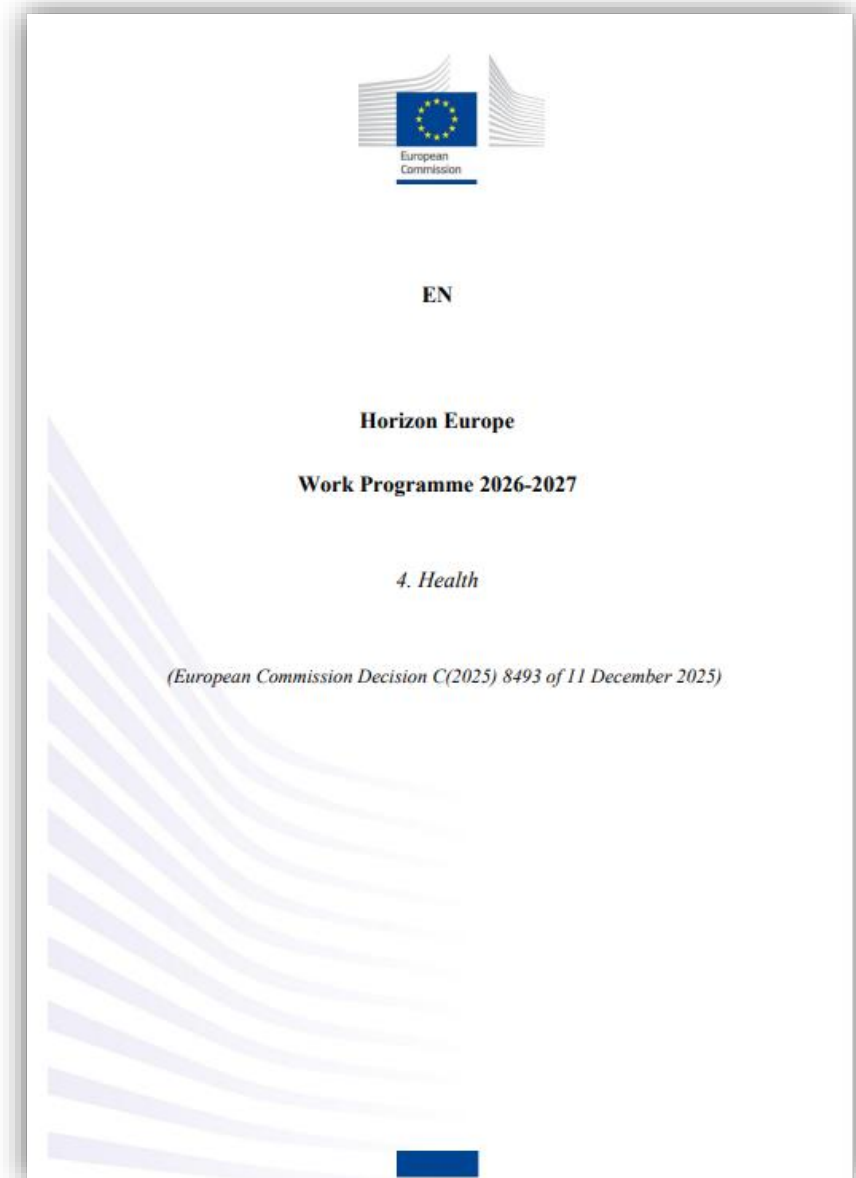 European
Commission
EN
Horizon Europe
Work Programme 2026-2027
4. Health
(European Commission Decision C(2025) 8493 of 11 December 2025)